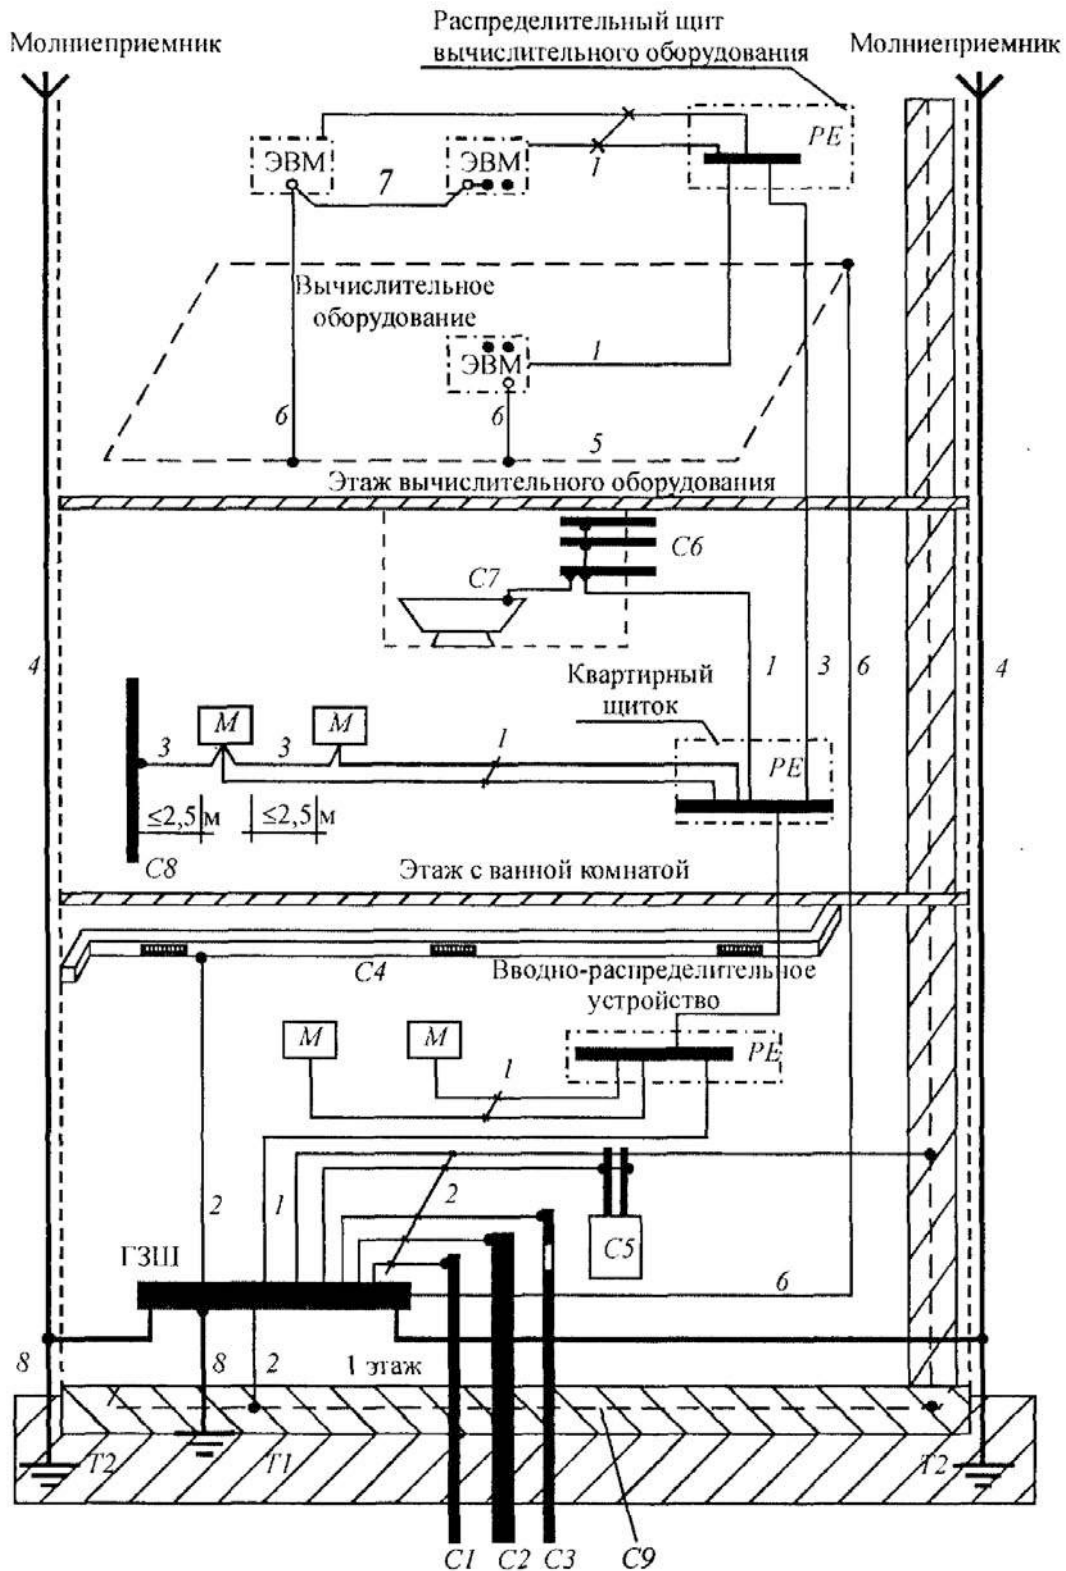 Распределительный щит
вычислительного оборудования
Молниеприемник
Молниеприемник
PE
ЭВМ
ЭВМ
7
1
Вычислительное
оборудование
ЭВМ
1
6
6
5
Этаж вычислительного оборудования
C6
C7
4
1
3
6
4
Квартирный
щиток
M
M
3
3
1
PE
≤2,5 м
≤2,5 м
C8
Этаж с ванной комнатой
C4
Вводно-распределительное
устройство
M
M
1
PE
2
1
2
C5
ГЗШ
6
8
8
2
1 этаж
T2
T1
T2
C1
C2
C3
C9